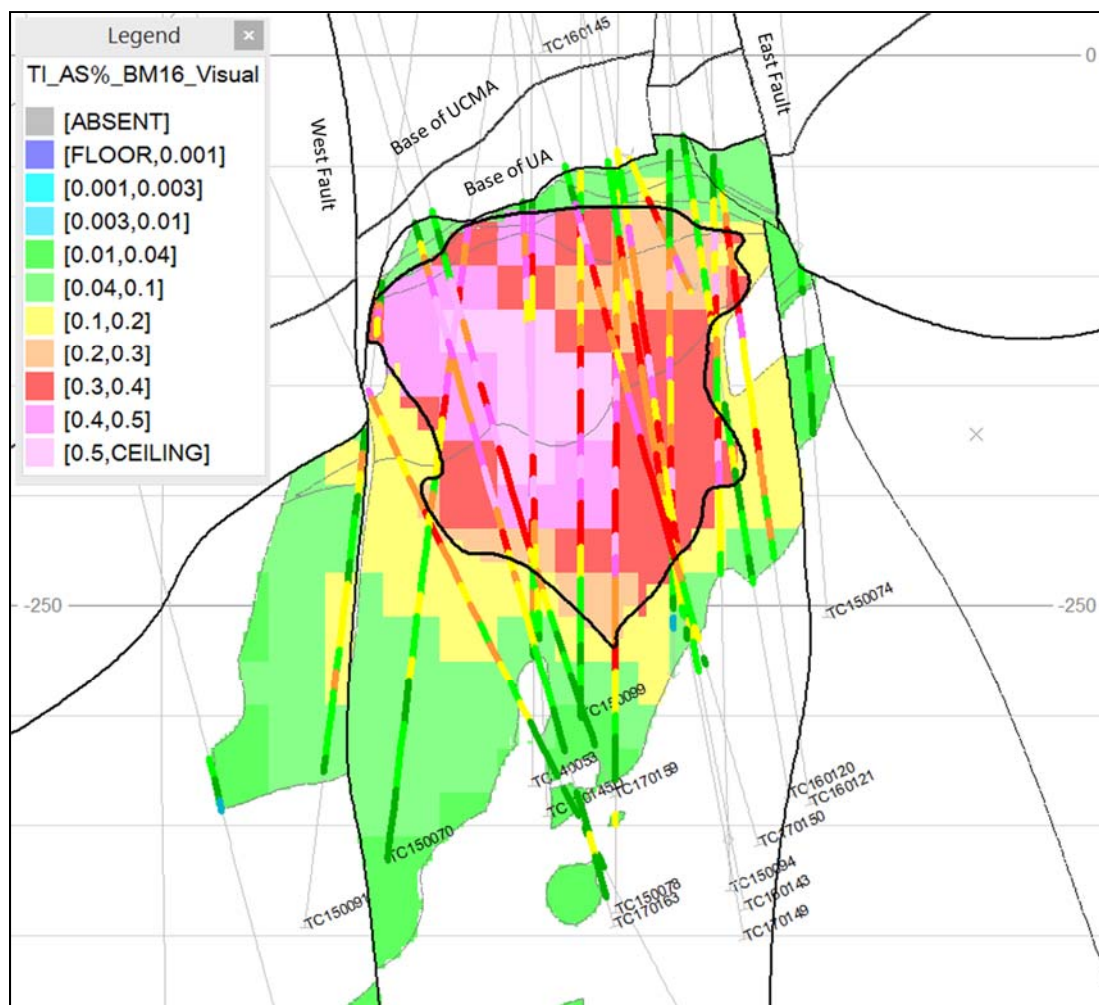 Legend
×
TI_AS%_BM16_Visual
[ABSENT]
[FLOOR,0.001]
[0.001,0.003]
[0.003,0.01]
[0.01,0.04]
[0.04,0.1]
[0.1,0.2]
[0.2,0.3]
[0.3,0.4]
[0.4,0.5]
[0.5,CEILING]
TC160145
0
East Fault
West Fault
Base of UCMA
Base of UA
-250
-250
TC150074
TC150099
TC170159
TC160120
TC160121
TC170150
TC150070
TC150094
TC160143
TC150078
TC170163
TC170149
TC150091